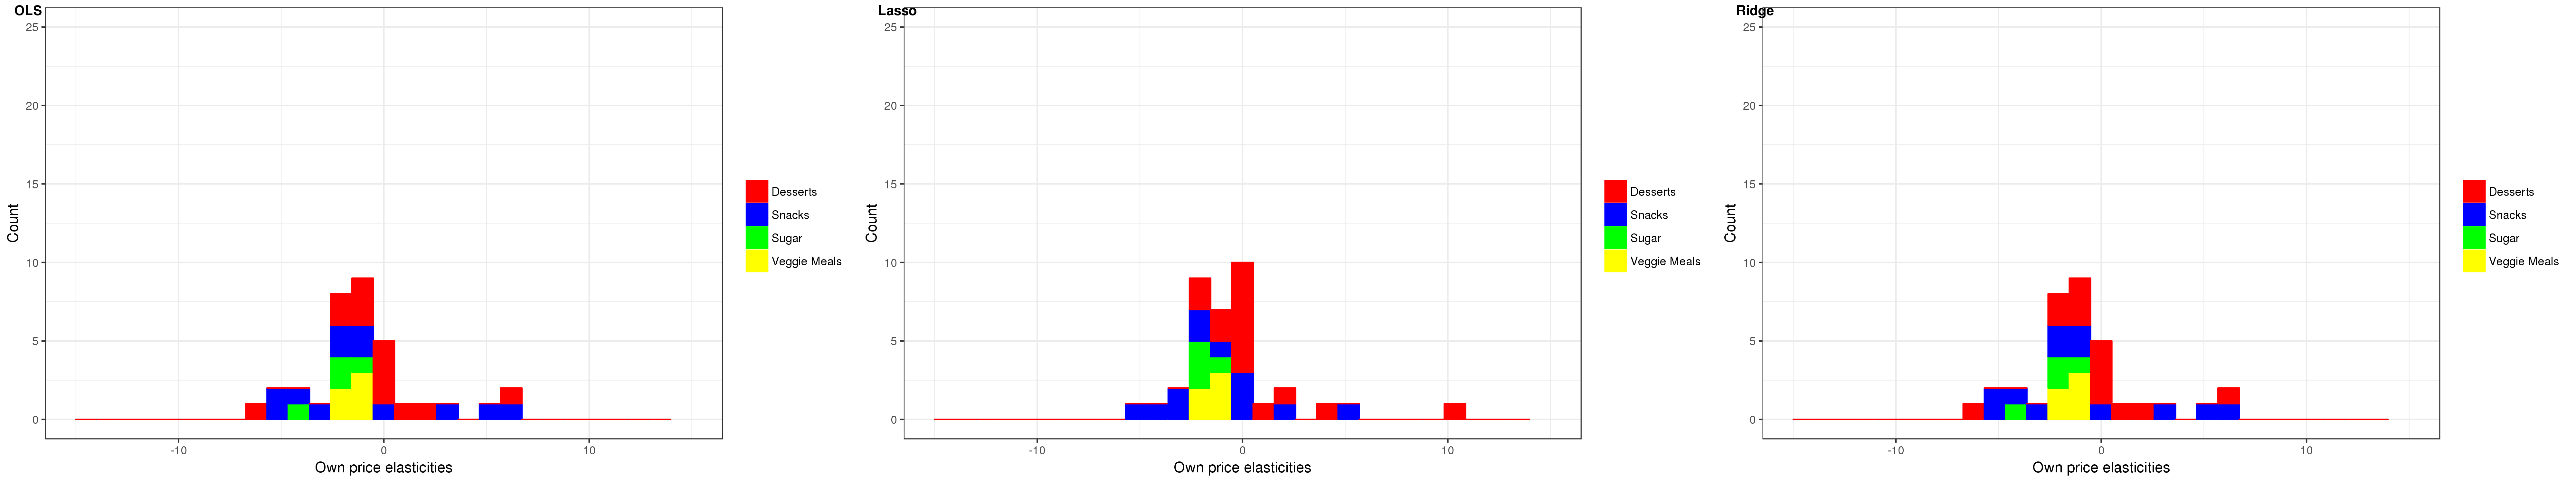 OLS
25
20
15
10
5
0
Count
-10 0 10
Own price elasticities
Desserts
Snacks
Sugar
Veggie Meals
Lasso
25
20
15
10
5
0
Count
-10 0 10
Own price elasticities
Desserts
Snacks
Sugar
Veggie Meals
Ridge
25
20
15
10
5
0
Count
-10 0 10
Own price elasticities
Desserts
Snacks
Sugar
Veggie Meals